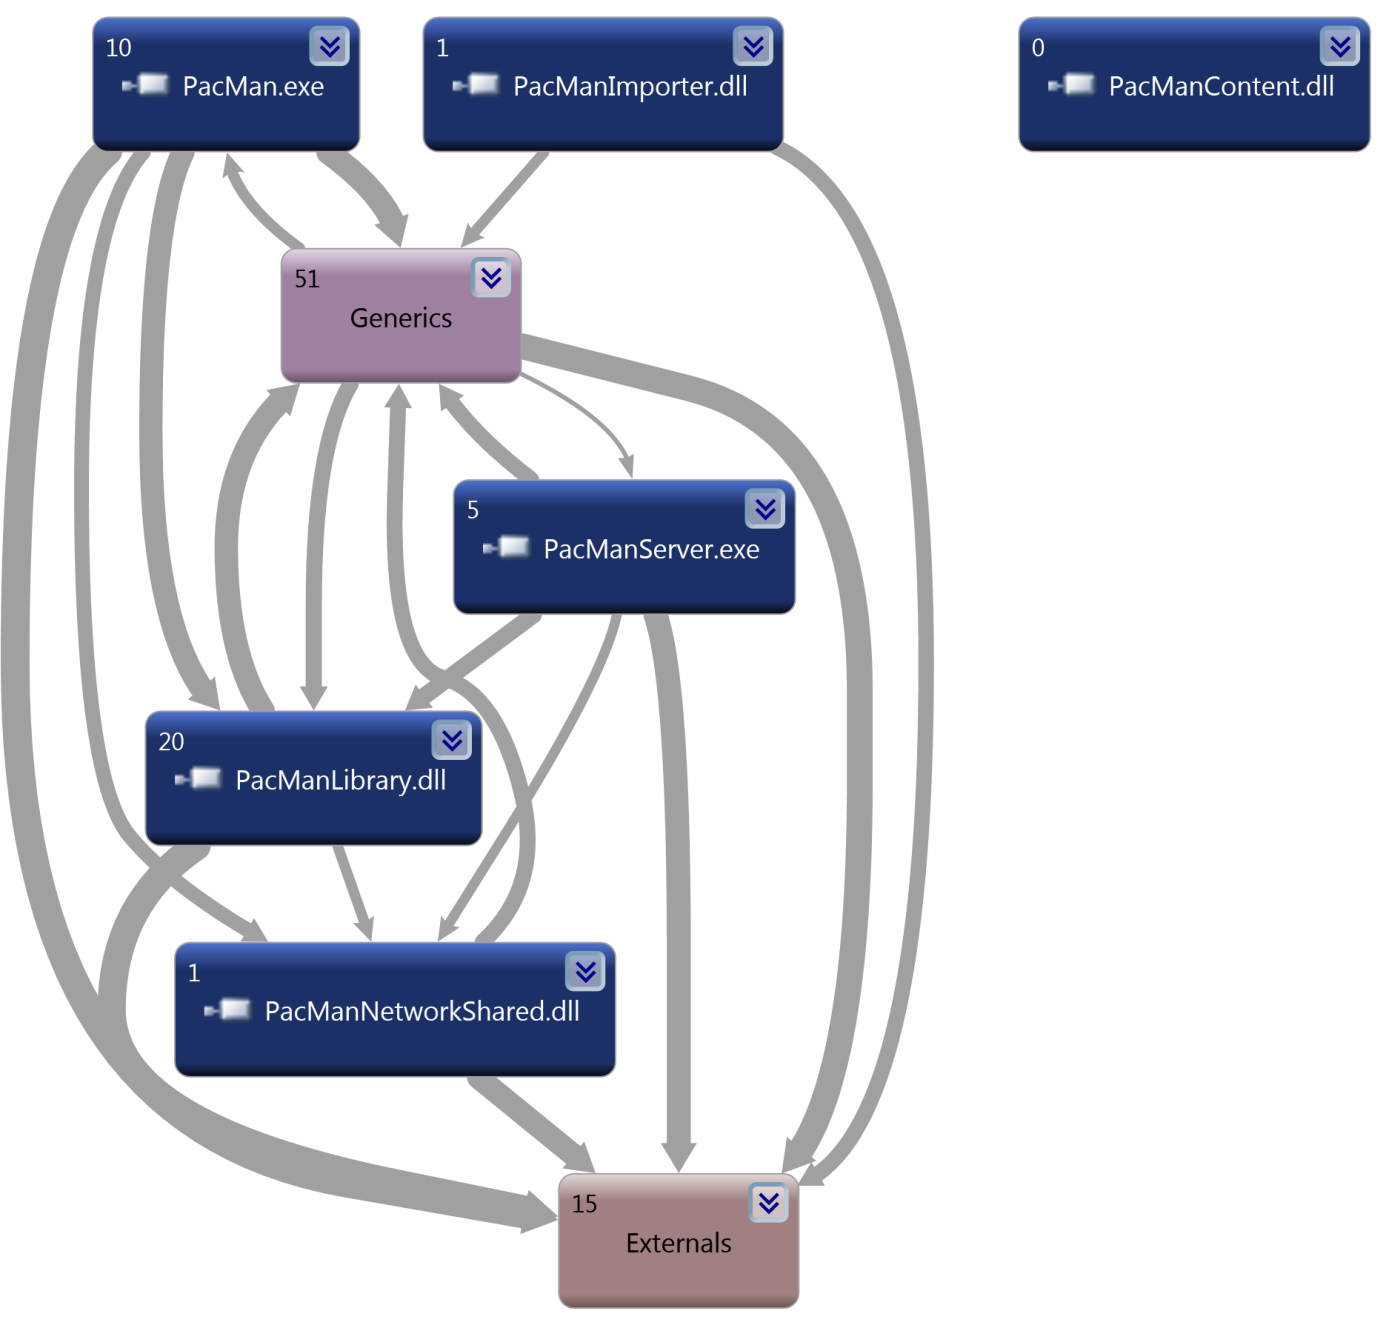 10
PacMan.exe
1
PacManImporter.dll
0
PacManContent.dll
51
Generics
5
PacManServer.exe
20
PacManLibrary.dll
1
PacManNetworkShared.dll
15
Externals